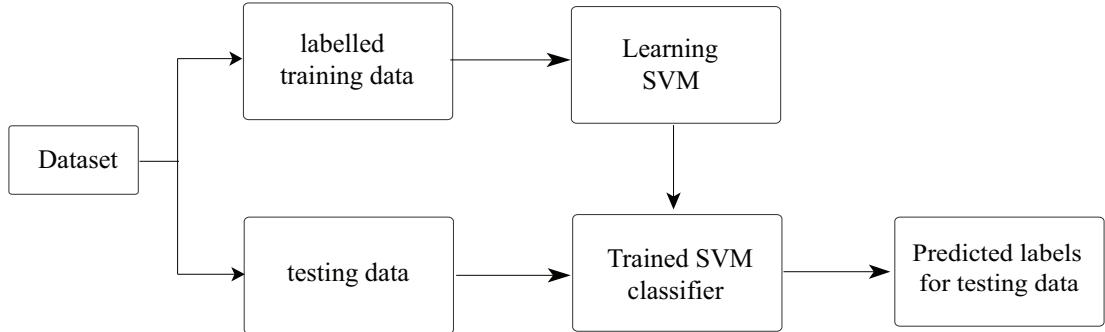 labelled
training data
Learning
SVM
Dataset
testing data
Trained SVM
classifier
Predicted labels
for testing data